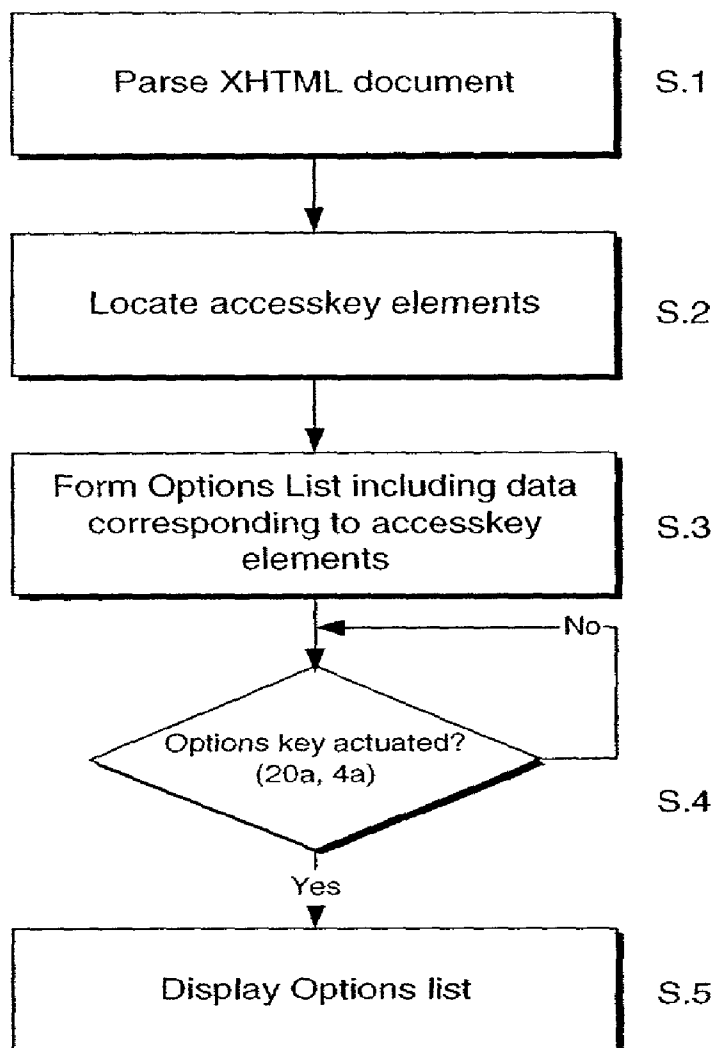 Parse XHTML document
S.1
Locate accesskey elements
S.2
Form Options List including data
corresponding to accesskey
elements
S.3
No
Options key actuated?
(20a, 4a)
S.4
Yes
Display Options list
S.5